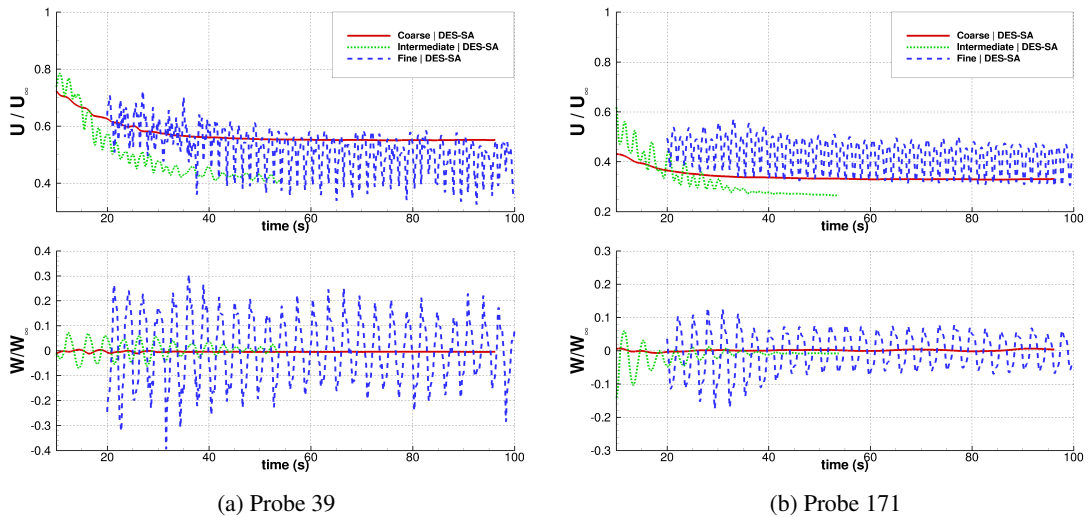 Coarse | DES-SA
Intermediate | DES-SA
Fine | DES-SA
U / U∞
1
0.8
0.6
0.4
20 40 60 80 100
time (s)
W/W∞
0.4
0.3
0.2
0.1
0
-0.1
-0.2
-0.3
-0.4
20 40 60 80 100
time (s)
(a) Probe 39
Coarse | DES-SA
Intermediate | DES-SA
Fine | DES-SA
U / U∞
1
0.8
0.6
0.4
0.2
20 40 60 80 100
time (s)
W/W∞
0.3
0.2
0.1
0
-0.1
-0.2
-0.3
20 40 60 80 100
time (s)
(b) Probe 171